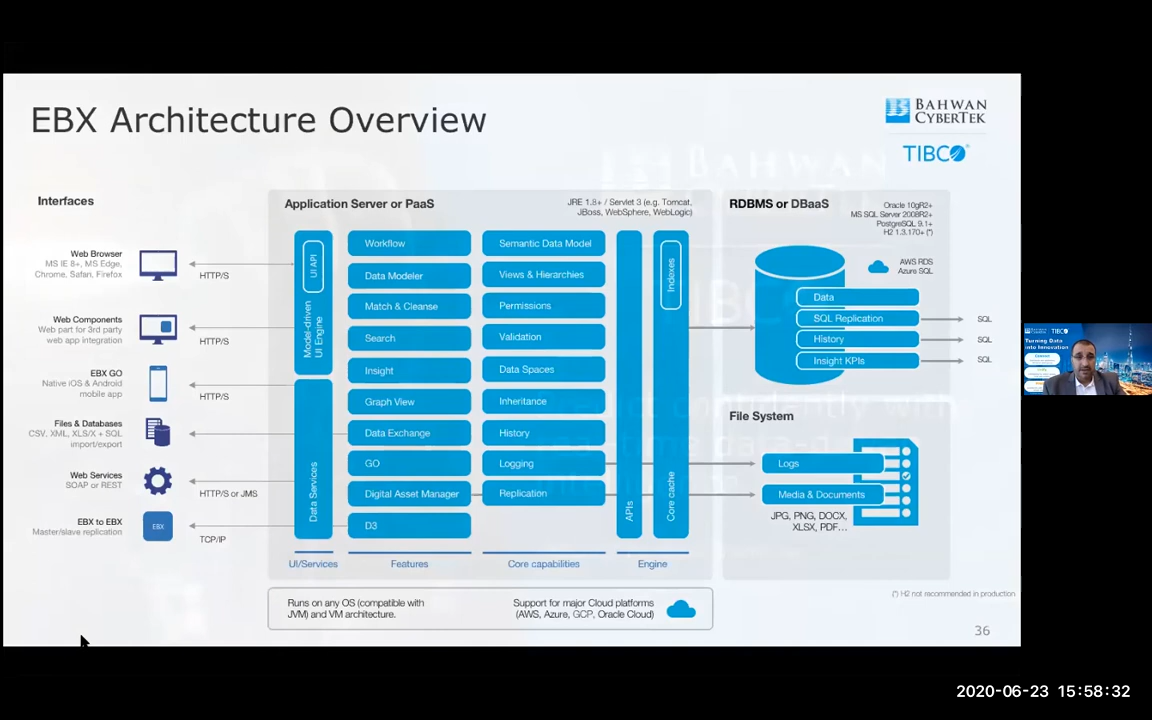 EBX Architecture Overview
BAHWAN
CYBERTEK
TIBCO
Interfaces
Web Browser
MS IE 8+, MS Edge,
Chrome, Safari, Firefox
HTTP/S
Web Components
Web part for 3rd party
web app integration
HTTP/S
EBX GO
Native iOS & Android
mobile app
HTTP/S
Files & Databases
CSV, XML, XLS/X + SQL
import/export
Web Services
SOAP or REST
HTTP/S or JMS
EBX to EBX
Master/slave replication
EBX
TCP/IP
Application Server or PaaS
JRE 1.8+ / Servlet 3 (e.g. Tomcat,
JBoss, WebSphere, WebLogic)
UI API
Model-driven
UI Engine
Data Services
UI/Services
Workflow
Data Modeler
Match & Cleanse
Search
Insight
Graph View
Data Exchange
GO
Digital Asset Manager
D3
Features
Semantic Data Model
Views & Hierarchies
Permissions
Validation
Data Spaces
Inheritance
History
Logging
Replication
Core capabilities
APIs
Indexes
Core cache
Engine
Runs on any OS (compatible with
JVM) and VM architecture.
Support for major Cloud platforms
(AWS, Azure, GCP, Oracle Cloud)
RDBMS or DBaaS
Oracle 10gR2+
MS SQL Server 2008R2+
PostgreSQL 9.1+
H2 1.3.170+ (*)
AWS RDS
Azure SQL
Data
SQL Replication
SQL
History
SQL
Insight KPIs
SQL
File System
Logs
Media & Documents
JPG, PNG, DOCX,
XLSX, PDF...
(*) H2 not recommended in production
36
Turning Data
into Innovation
2020-06-23 15:58:32